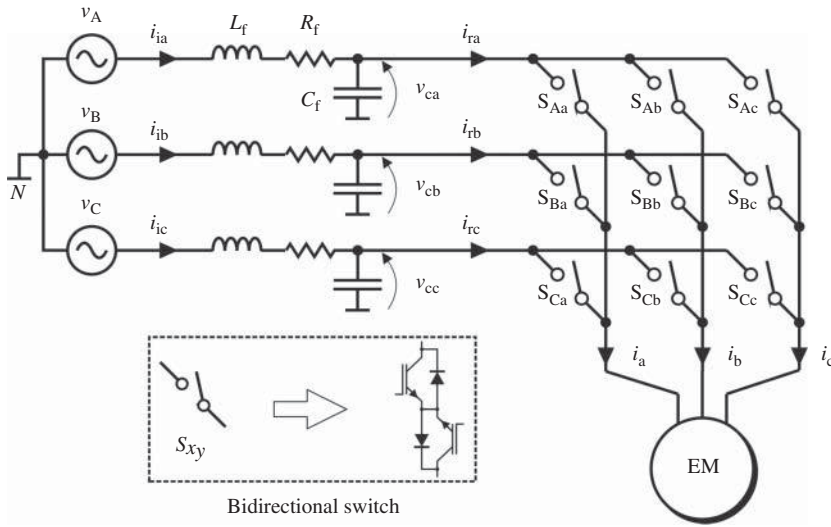 v_A L_f R_f
i_ia i_ra
C_f v_ca S_Aa S_Ab S_Ac
v_B
i_ib i_rb
N v_cb S_Ba S_Bb S_Bc
v_C
i_ic i_rc
v_cc S_Ca S_Cb S_Cc
i_a i_b i_c
S_xy
EM
Bidirectional switch